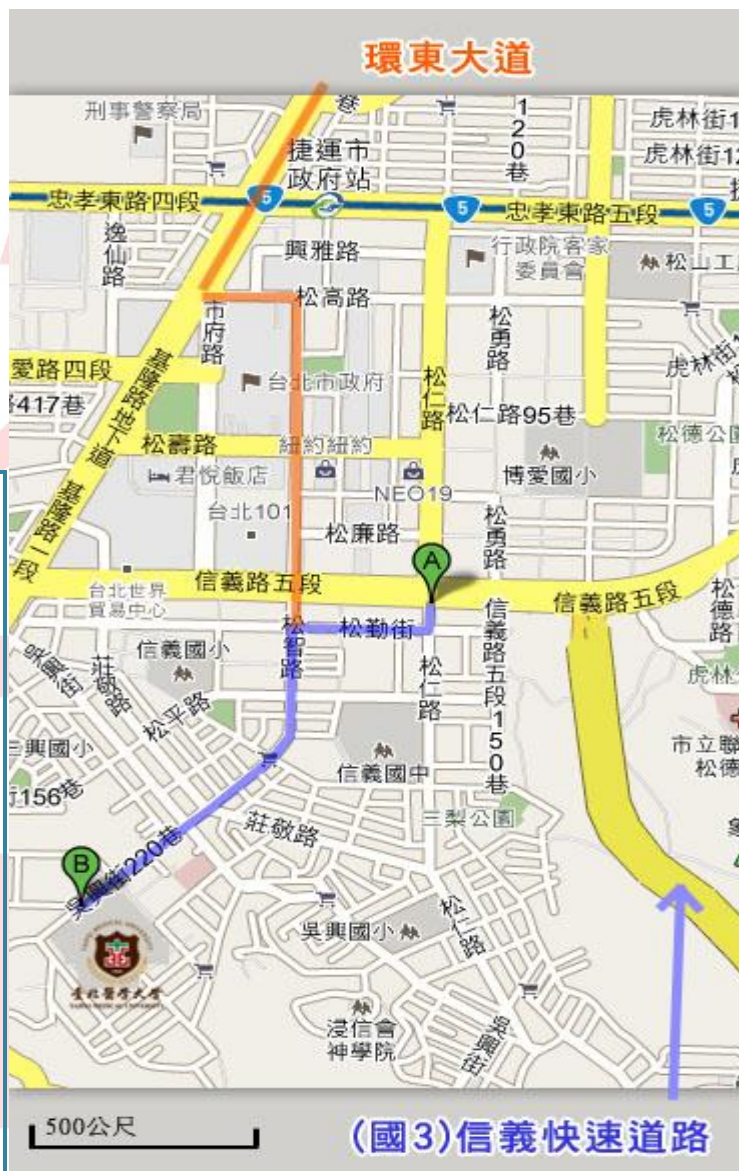 環東大道
刑事警察局
巷
120巷
虎林街1
虎林街12
捷運市
政府站
5
5
5
忠孝東路四段
忠孝東路五段
逸仙路
興雅路
行政院客家
委員會
松山工
市府路
松高路
松勇路
愛路四段
基隆路地下道
台北市政府
松仁路
虎林街
417巷
松仁路95巷
松壽路
紐約紐約
松德公園
君悅飯店
NEO19
博愛國小
基隆路一段
台北101
松廉路
松勇路
A
信義路五段
信義路五段
台北世界
貿易中心
松德路
松智路
松勤街
信義路五段150巷
吳興街
莊敬路
信義國小
松仁路
虎林
松平路
三興國小
信義國中
市立聯
松德
街156巷
莊敬路
三犁公園
B
吳興街220巷
吳興國小
松仁路
臺北醫學大學
TAIPEI MEDICAL UNIVERSITY
浸信會
神學院
吳興街
500公尺
(國3)信義快速道路